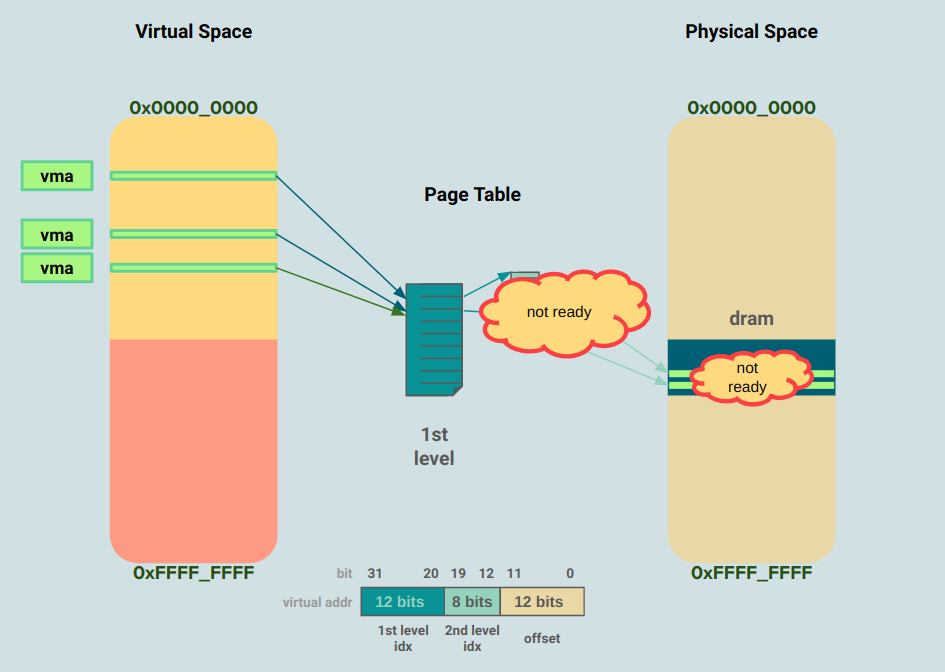 Virtual Space
Physical Space
0x0000_0000
0x0000_0000
vma
Page Table
vma
vma
not ready
dram
not
ready
1st
level
0xFFFF_FFFF
0xFFFF_FFFF
bit 31 20 19 12 11 0
virtual addr 12 bits 8 bits 12 bits
1st level
idx
2nd level
idx
offset